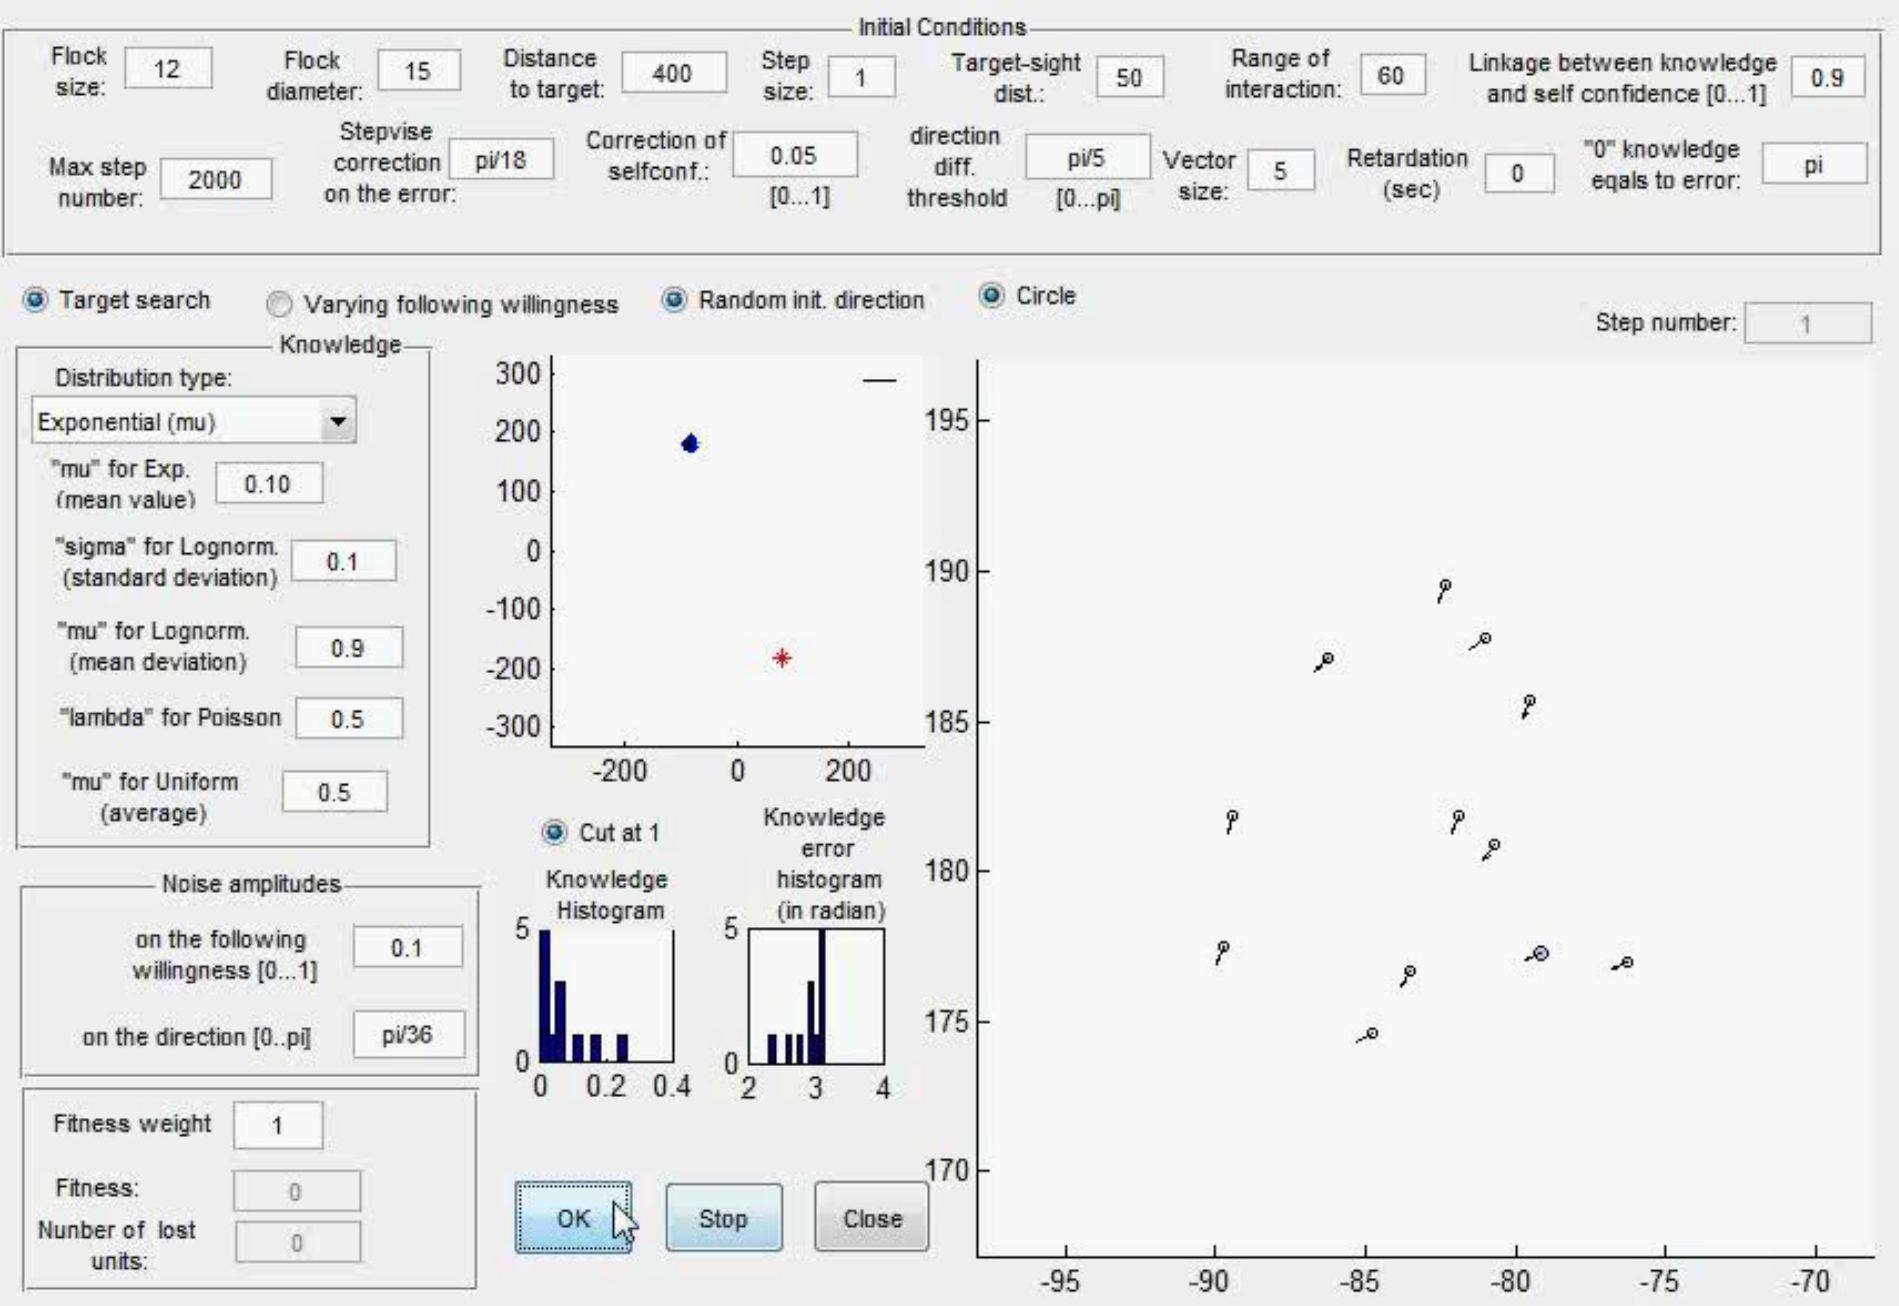 Initial Conditions
Flock size: 12
Flock diameter: 15
Distance to target: 400
Step size: 1
Target-sight dist.: 50
Range of interaction: 60
Linkage between knowledge and self confidence [0...1] 0.9
Max step number: 2000
Stepvise correction on the error: pi/18
Correction of selfconf.: 0.05 [0...1]
direction diff. threshold pi/5 [0...pi]
Vector size: 5
Retardation (sec) 0
"0" knowledge eqals to error: pi
Target search
Varying following willingness
Random init. direction
Circle
Step number: 1
Knowledge
Distribution type:
Exponential (mu)
"mu" for Exp. (mean value) 0.10
"sigma" for Lognorm. (standard deviation) 0.1
"mu" for Lognorm. (mean deviation) 0.9
"lambda" for Poisson 0.5
"mu" for Uniform (average) 0.5
Noise amplitudes
on the following willingness [0...1] 0.1
on the direction [0..pi] pi/36
Fitness weight 1
Fitness: 0
Nunber of lost units: 0
300
200
100
0
-100
-200
-300
-200 0 200
Cut at 1
Knowledge Histogram
5
0
0 0.2 0.4
Knowledge error histogram (in radian)
5
0
2 3 4
OK Stop Close
195
190
185
180
175
170
-95 -90 -85 -80 -75 -70